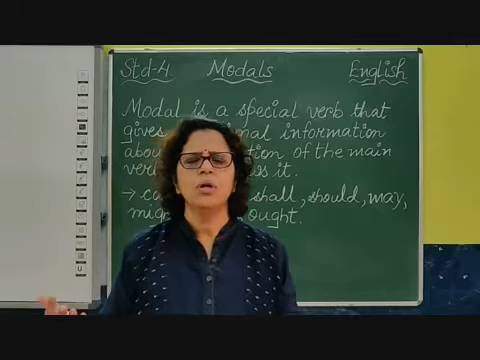 Std-4. Modals English
Modal is a special verb that
gives information
of the main
it.
→ shall, should, may,
ought.